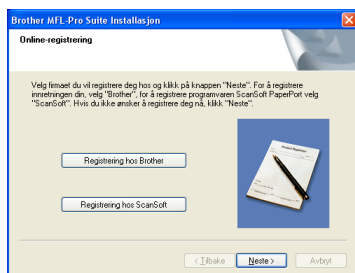 Brother MFL-Pro Suite Installasjon
Online-registrering
Velg firmaet du vil registrere deg hos og klikk på knappen "Neste". For å registrere
innretningen din, velg "Brother", for å registrere programvaren ScanSoft PaperPort velg
"ScanSoft". Hvis du ikke ønsker å registrere deg nå, klikk "Neste".
Registrering hos Brother
Registrering hos ScanSoft
< Tilbake
Neste >
Avbryt